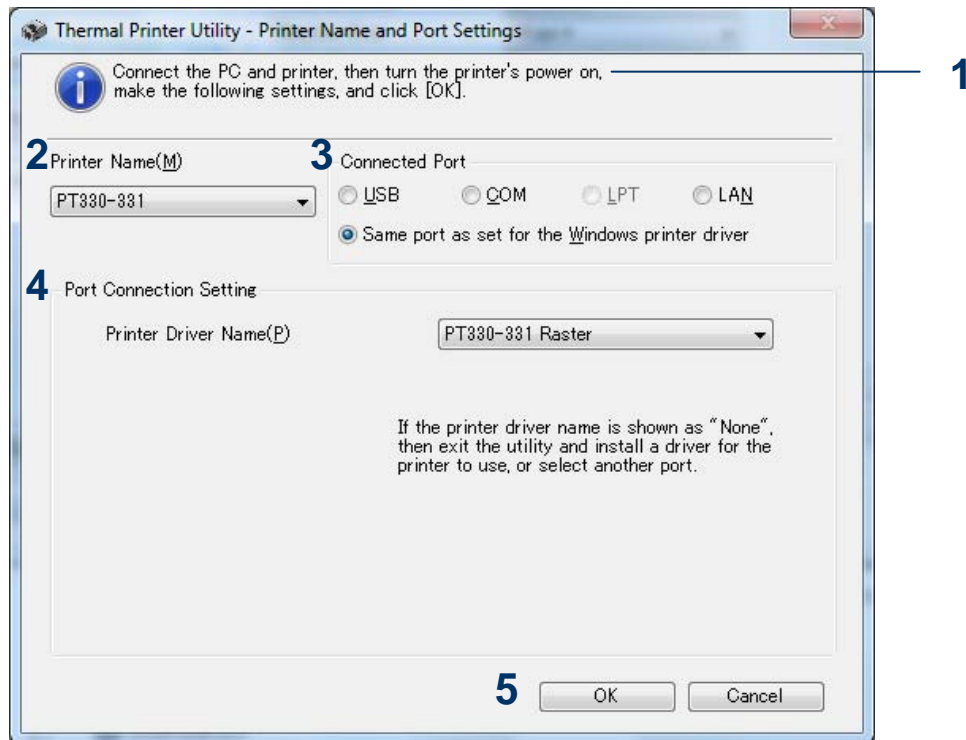 Thermal Printer Utility - Printer Name and Port Settings
Connect the PC and printer, then turn the printer's power on,
make the following settings, and click [OK].
1
2 Printer Name(M)
PT330-331
3 Connected Port
USB COM LPT LAN
Same port as set for the Windows printer driver
4 Port Connection Setting
Printer Driver Name(P)
PT330-331 Raster
If the printer driver name is shown as "None",
then exit the utility and install a driver for the
printer to use, or select another port.
5 OK Cancel